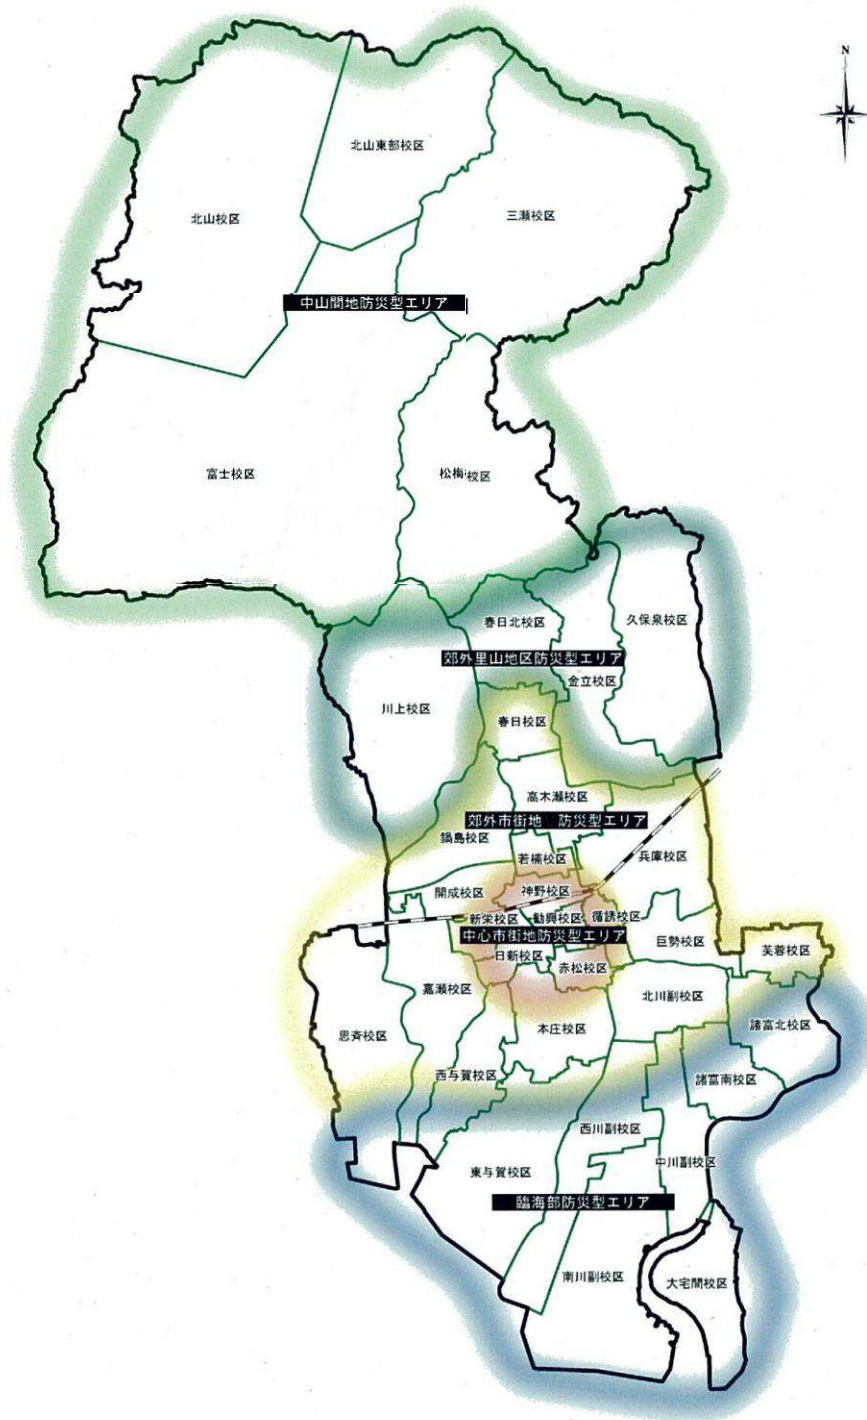 N
北山東部校区
北山校区
三瀬校区
中山間地防災型エリア
富士校区
松梅校区
春日北校区
久保泉校区
郊外里山地区防災型エリア
金立校区
川上校区
春日校区
高木瀬校区
郊外市街地 防災型エリア
鍋島校区
若楠校区
兵庫校区
開成校区
神野校区
新栄校区
勧興校区
循誘校区
中心市街地防災型エリア
巨勢校区
芙蓉校区
日新校区
赤松校区
嘉瀬校区
北川副校区
思斉校区
本庄校区
諸富北校区
西与賀校区
諸富南校区
西川副校区
東与賀校区
中川副校区
臨海部防災型エリア
南川副校区
大宅間校区